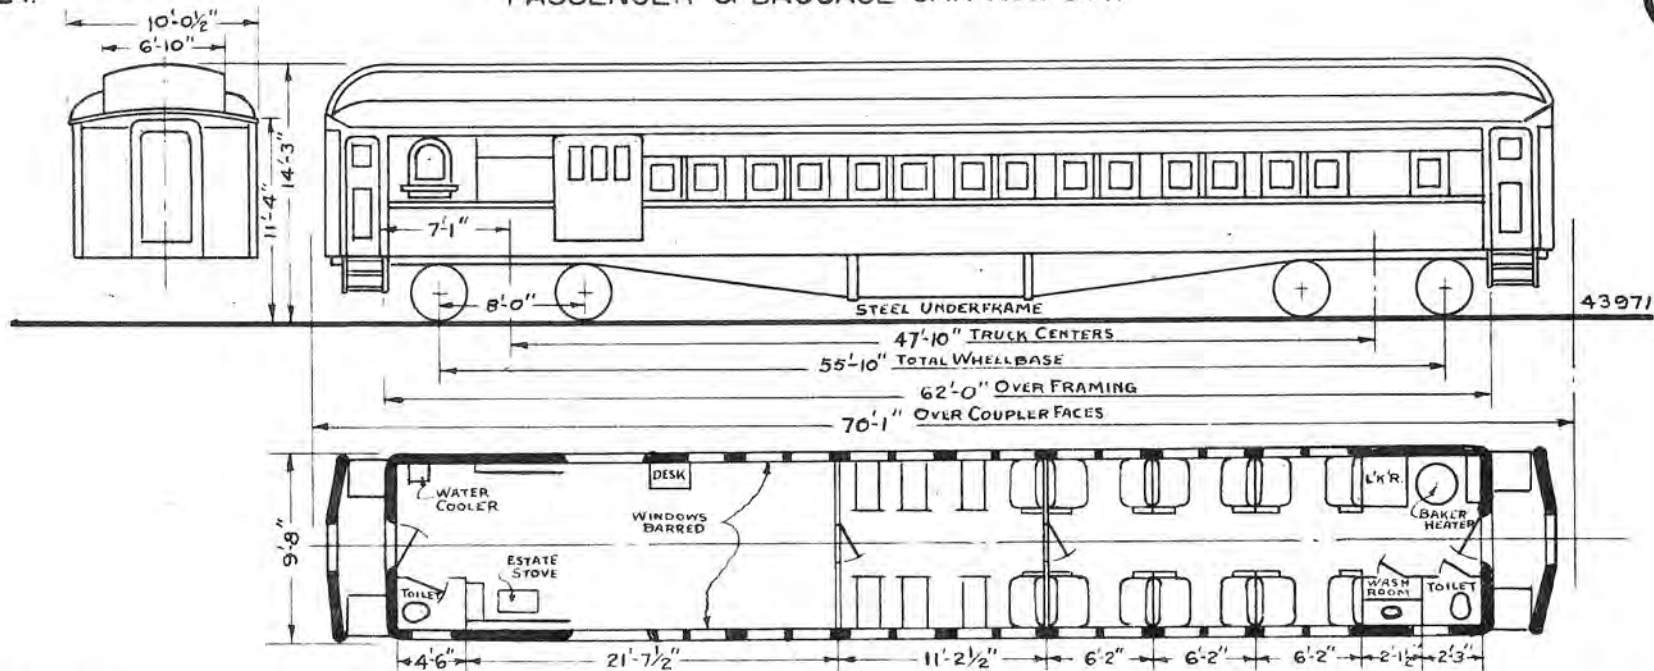 10'-0½"
6'-10"
14'-3"
11'-4"
7'-1"
8'-0"
STEEL UNDERFRAME
43971
47'-10" TRUCK CENTERS
55'-10" TOTAL WHEELBASE
62'-0" OVER FRAMING
70'-1" OVER COUPLER FACES
9'-8"
WATER
COOLER
DESK
WINDOWS
BARRED
ESTATE
STOVE
TOILET
L'K'R.
BAKER
HEATER
WASH
ROOM
TOILET
4'-6"
21'-7½"
11'-2½"
6'-2"
6'-2"
6'-2"
2'-1½"
2'-3"